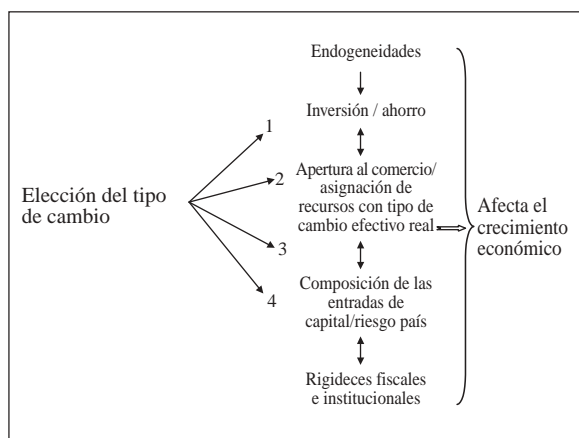 Endogeneidades
Inversión / ahorro
1
Apertura al comercio/
asignación de
recursos con tipo de
cambio efectivo real
2
Elección del tipo
de cambio
Afecta el
crecimiento
económico
3
Composición de las
entradas de
capital/riesgo país
4
Rigideces fiscales
e institucionales